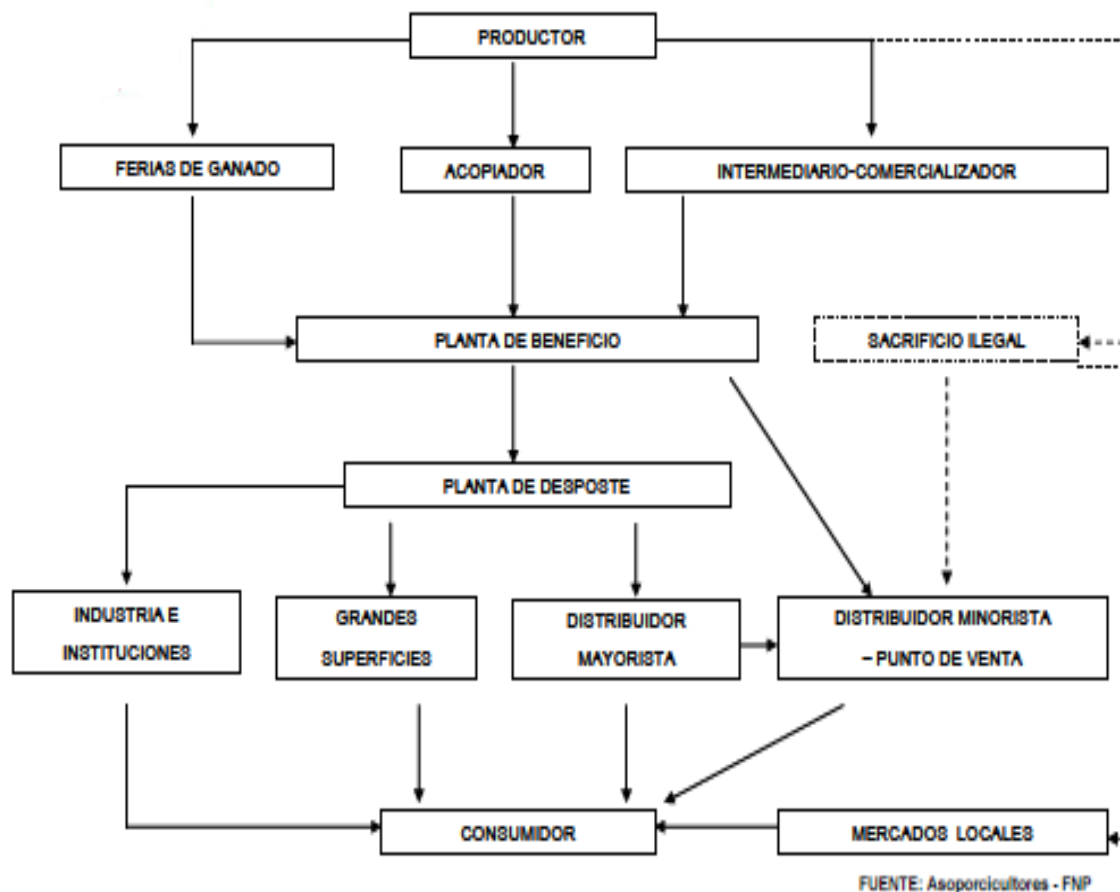 PRODUCTOR
FERIAS DE GANADO
ACOPIADOR
INTERMEDIARIO-COMERCIALIZADOR
PLANTA DE BENEFICIO
SACRIFICIO ILEGAL
PLANTA DE DESPOSTE
INDUSTRIA E
INSTITUCIONES
GRANDES
SUPERFICIES
DISTRIBUIDOR
MAYORISTA
DISTRIBUIDOR MINORISTA
– PUNTO DE VENTA
CONSUMIDOR
MERCADOS LOCALES
FUENTE: Asoporcicultores - FNP